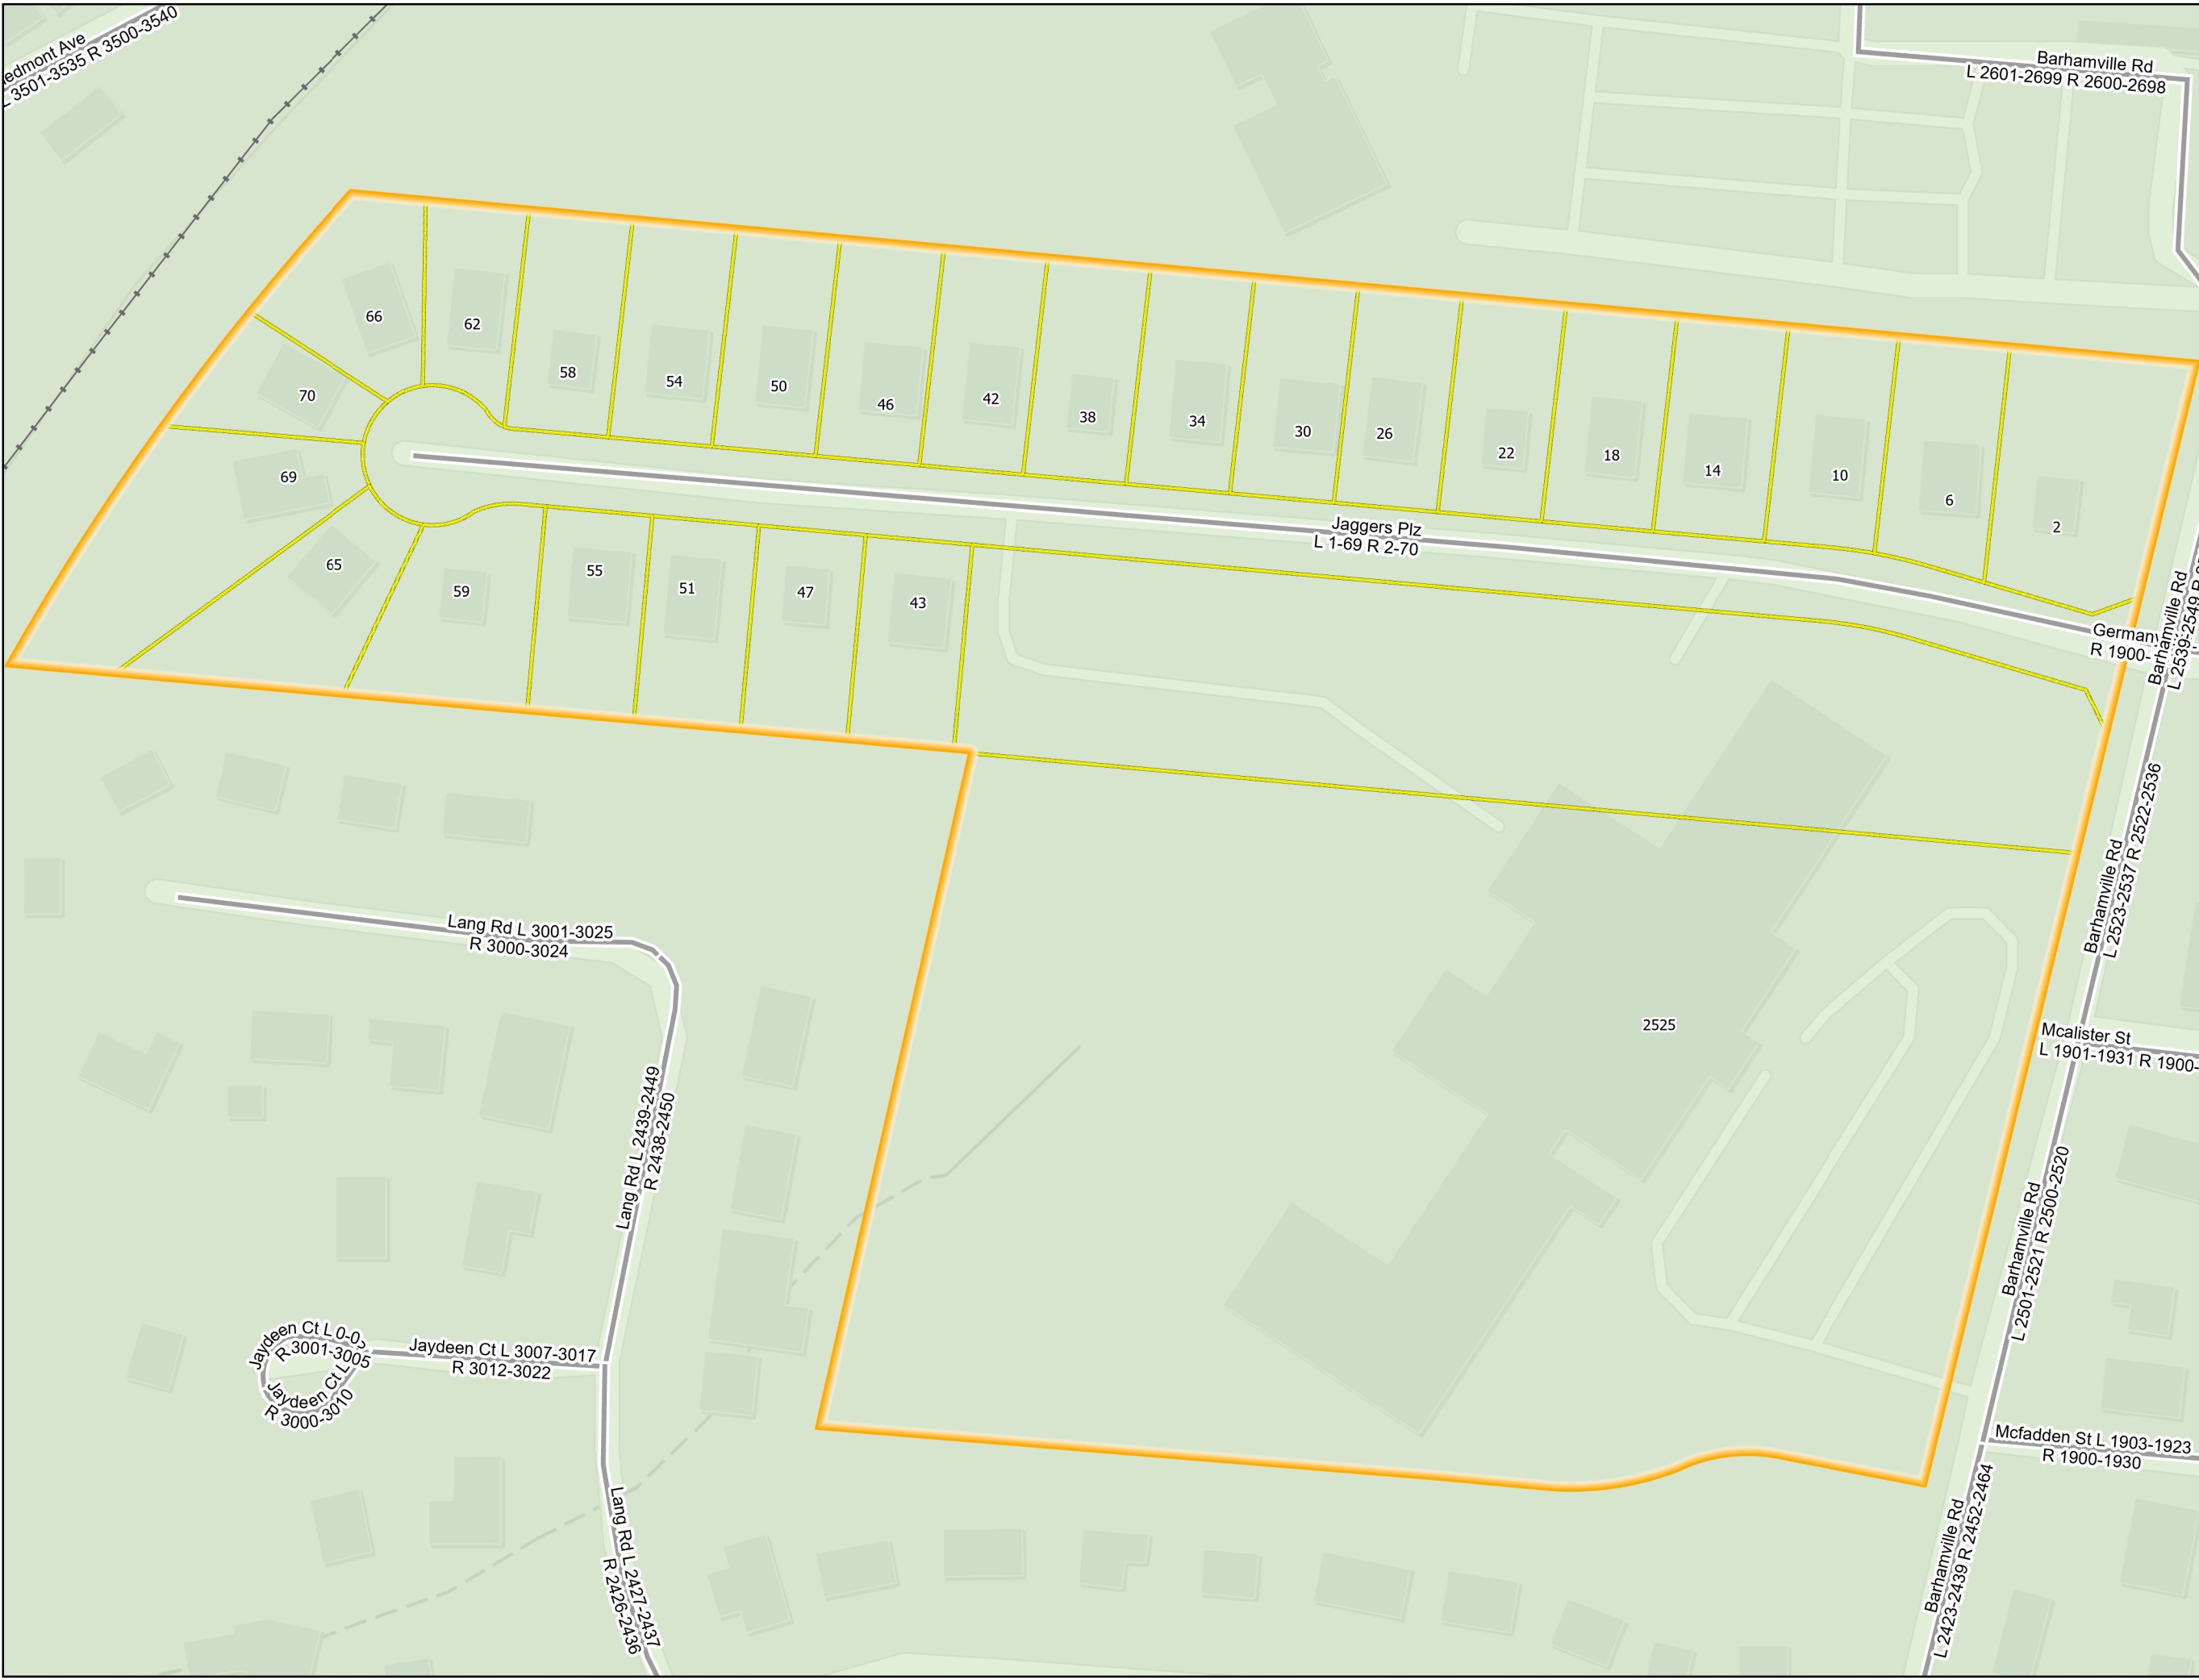 edmont Ave
L 3501-3535 R 3500-3540
Barhamville Rd
L 2601-2699 R 2600-2698
66
62
58
54
50
46
42
38
34
30
26
22
18
14
10
6
2
70
69
65
59
55
51
47
43
Jaggers Plz
L 1-69 R 2-70
Germany
R 1900-
Barhamville Rd
L 2539-2549 R
Barhamville Rd
L 2523-2537 R 2522-2536
Lang Rd L 3001-3025
R 3000-3024
2525
Mcalister St
L 1901-1931 R 1900-
Lang Rd L 2439-2449
R 2438-2450
Barhamville Rd
L 2501-2521 R 2500-2520
Jaydeen Ct L 0-0
R 3001-3005
Jaydeen Ct L
R 3000-3010
Jaydeen Ct L 3007-3017
R 3012-3022
Mcfadden St L 1903-1923
R 1900-1930
Lang Rd L 2427-2437
R 2426-2436
Barhamville Rd
L 2423-2439 R 2452-2464